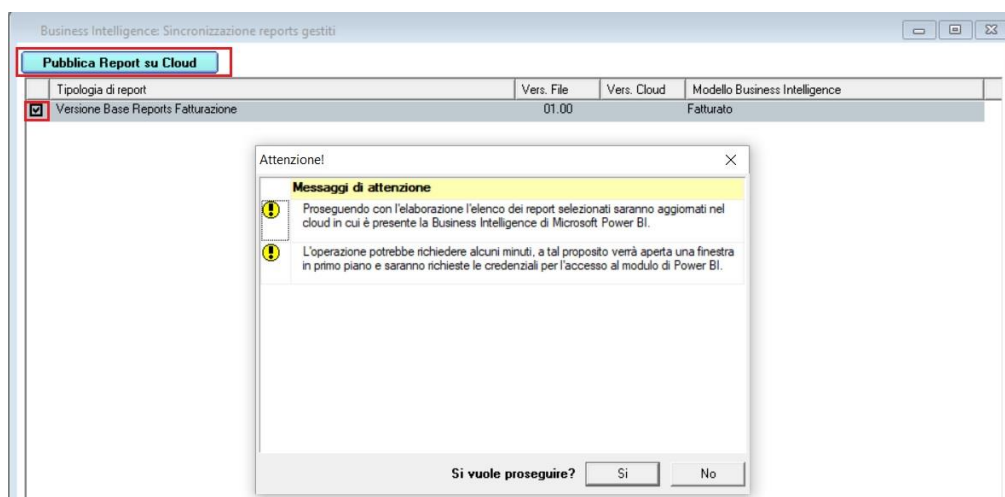 Business Intelligence: Sincronizzazione reports gestiti
Pubblica Report su Cloud
Tipologia di report Vers. File Vers. Cloud Modello Business Intelligence
Versione Base Reports Fatturazione 01.00 Fatturato
Attenzione!
Messaggi di attenzione
Proseguendo con l'elaborazione l'elenco dei report selezionati saranno aggiornati nel
cloud in cui è presente la Business Intelligence di Microsoft Power BI.
L'operazione potrebbe richiedere alcuni minuti, a tal proposito verrà aperta una finestra
in primo piano e saranno richieste le credenziali per l'accesso al modulo di Power BI.
Si vuole proseguire? Si No